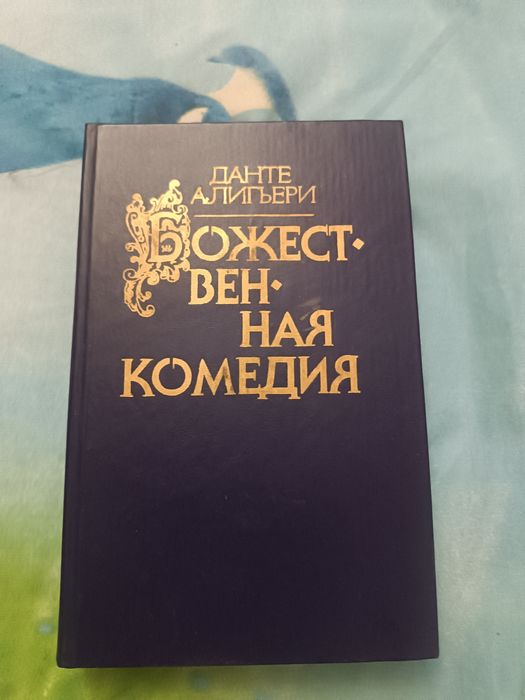 ДАНТЕ
АЛИГЬЕРИ
БОЖЕСТ·
ВЕН·
НАЯ
КОМЕДИЯ